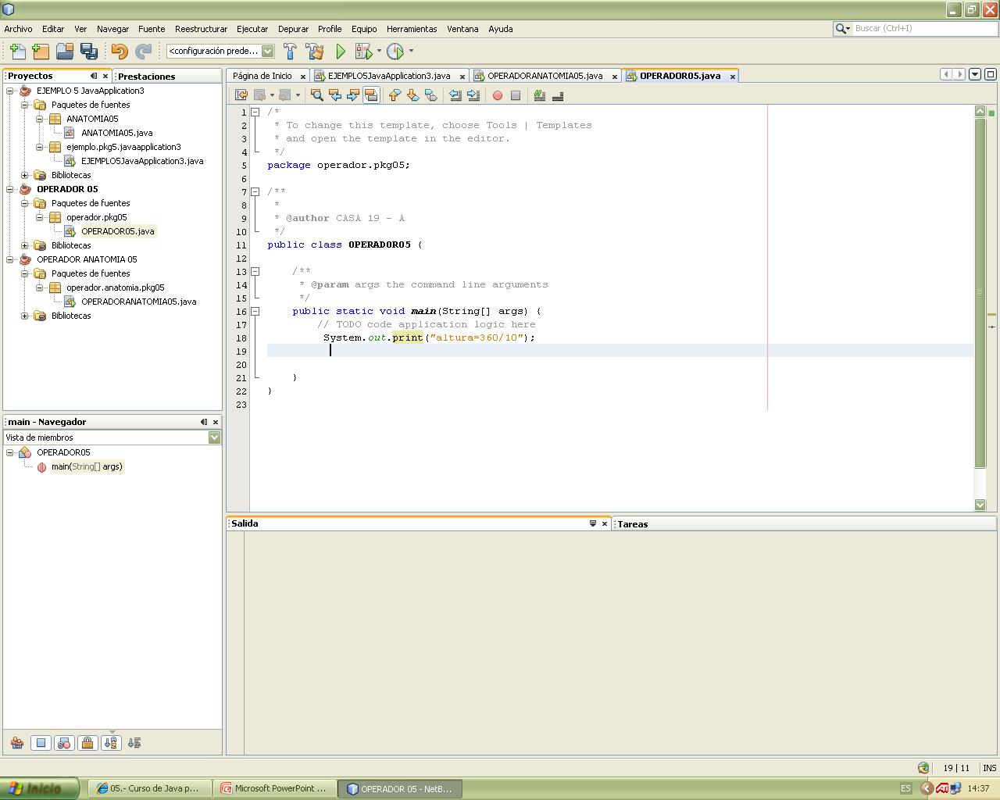 Archivo Editar Ver Navegar Fuente Reestructurar Ejecutar Depurar Profile Equipo Herramientas Ventana Ayuda
Buscar (Ctrl+I)
<configuración prede...
Proyectos
Prestaciones
EJEMPLO 5 JavaApplication3
Paquetes de fuentes
ANATOMIA05
ANATOMIA05.java
ejemplo.pkg5.javaapplication3
EJEMPLO5JavaApplication3.java
Bibliotecas
OPERADOR 05
Paquetes de fuentes
operador.pkg05
OPERADOR05.java
Bibliotecas
OPERADOR ANATOMIA 05
Paquetes de fuentes
operador.anatomia.pkg05
OPERADORANATOMIA05.java
Bibliotecas
main - Navegador
Vista de miembros
OPERADOR05
main(String[] args)
Página de Inicio
EJEMPLO5JavaApplication3.java
OPERADORANATOMIA05.java
OPERADOR05.java
1 /*
2 * To change this template, choose Tools | Templates
3 * and open the template in the editor.
4 */
5 package operador.pkg05;
6
7 /**
8 *
9 * @author CASA 19 - A
10 */
11 public class OPERADOR05 {
12
13 /**
14 * @param args the command line arguments
15 */
16 public static void main(String[] args) {
17 // TODO code application logic here
18 System.out.print("altura=360/10");
19
20
21 }
22 }
23
Salida
Tareas
19 | 11 INS
Inicio
05.- Curso de Java p...
Microsoft PowerPoint ...
OPERADOR 05 - NetB...
ES
14:37